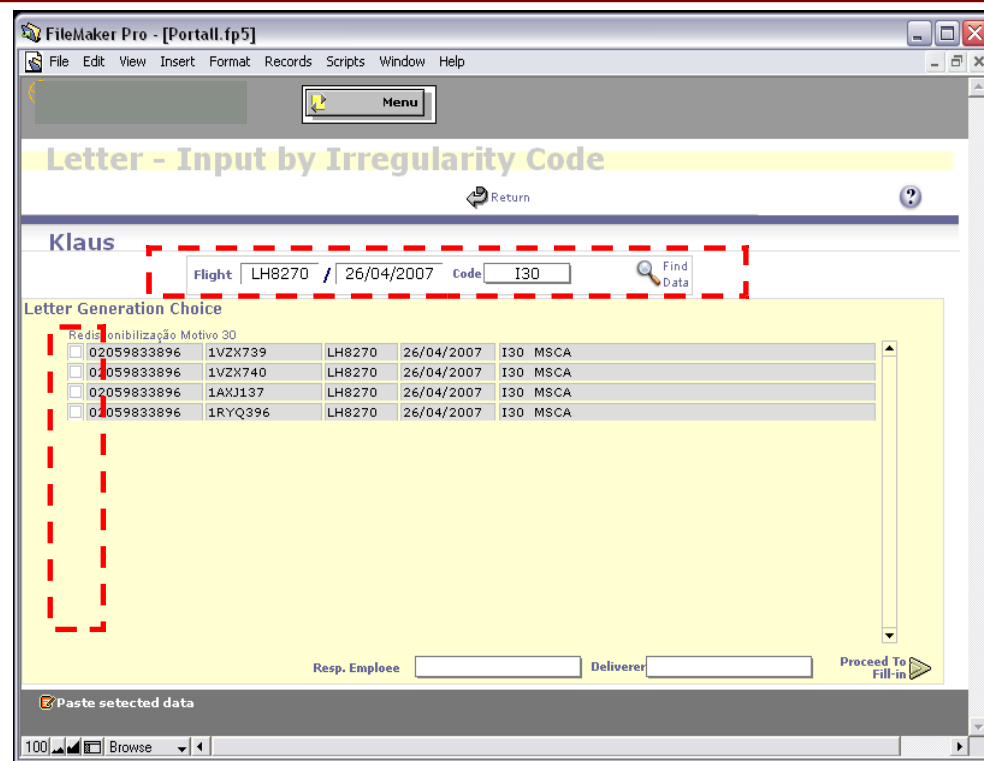 FileMaker Pro - [Portall.fp5]
File Edit View Insert Format Records Scripts Window Help
Menu
Letter - Input by Irregularity Code
Return
?
Klaus
Flight LH8270 / 26/04/2007 Code I30 Find Data
Letter Generation Choice
Redisponibilização Motivo 30
02059833896 1VZX739 LH8270 26/04/2007 I30 MSCA
02059833896 1VZX740 LH8270 26/04/2007 I30 MSCA
02059833896 1AXJ137 LH8270 26/04/2007 I30 MSCA
02059833896 1RYQ396 LH8270 26/04/2007 I30 MSCA
Resp. Emploee Deliverer Proceed To
Fill-in
Paste selected data
100 Browse